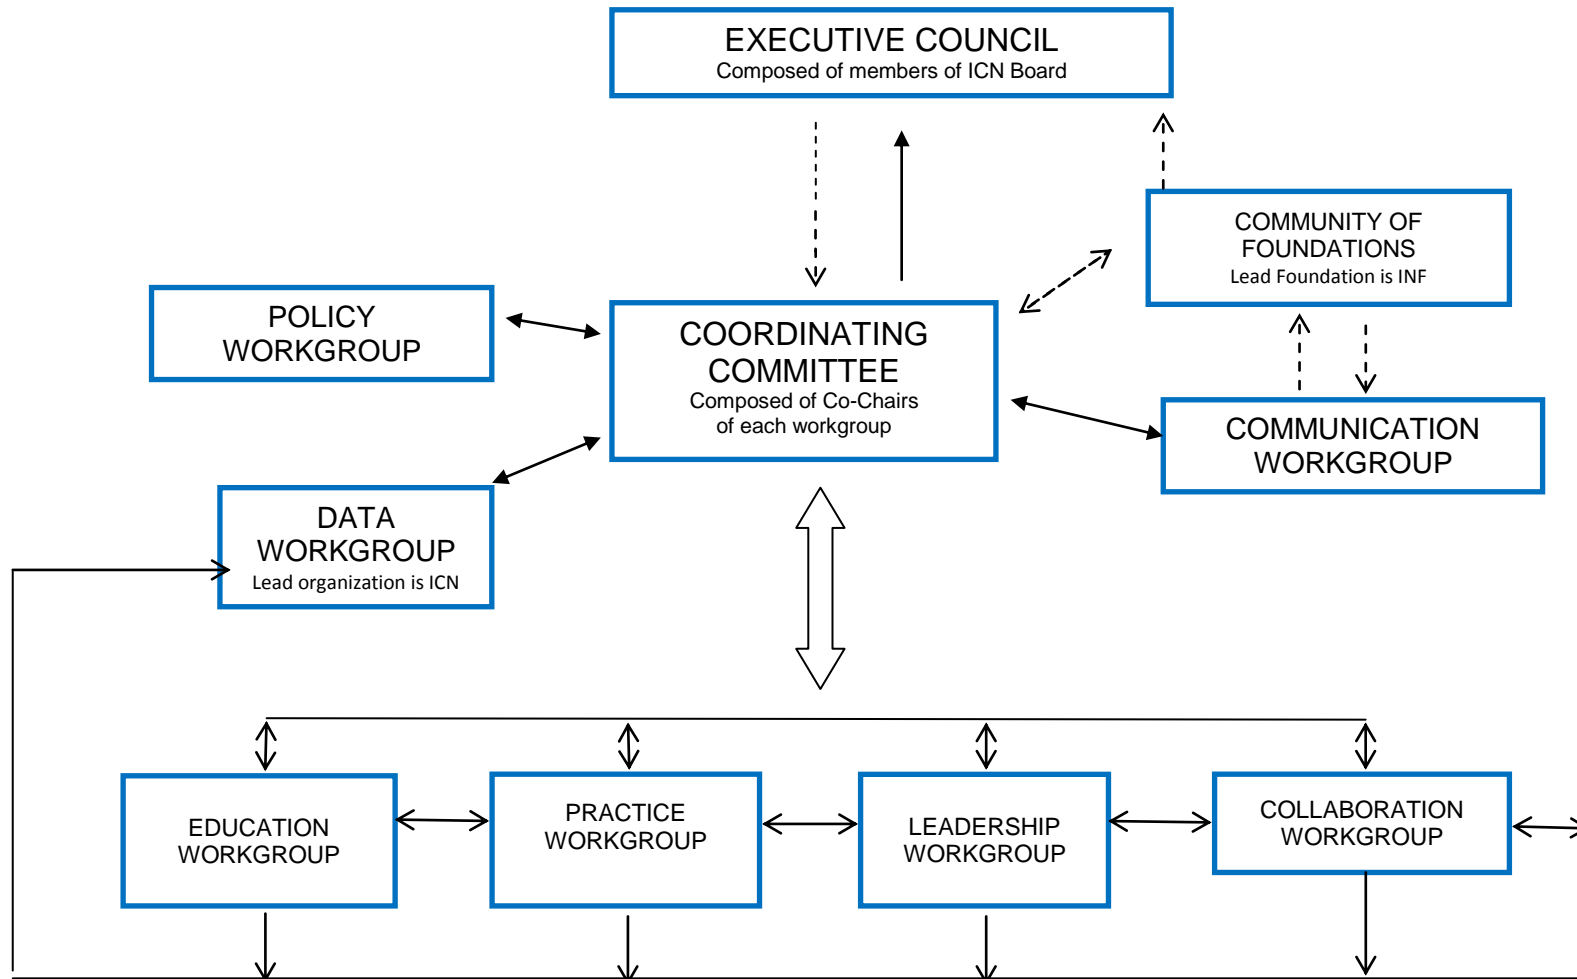 EXECUTIVE COUNCIL
Composed of members of ICN Board
COMMUNITY OF
FOUNDATIONS
Lead Foundation is INF
POLICY
WORKGROUP
COORDINATING
COMMITTEE
Composed of Co-Chairs
of each workgroup
COMMUNICATION
WORKGROUP
DATA
WORKGROUP
Lead organization is ICN
EDUCATION
WORKGROUP
PRACTICE
WORKGROUP
LEADERSHIP
WORKGROUP
COLLABORATION
WORKGROUP